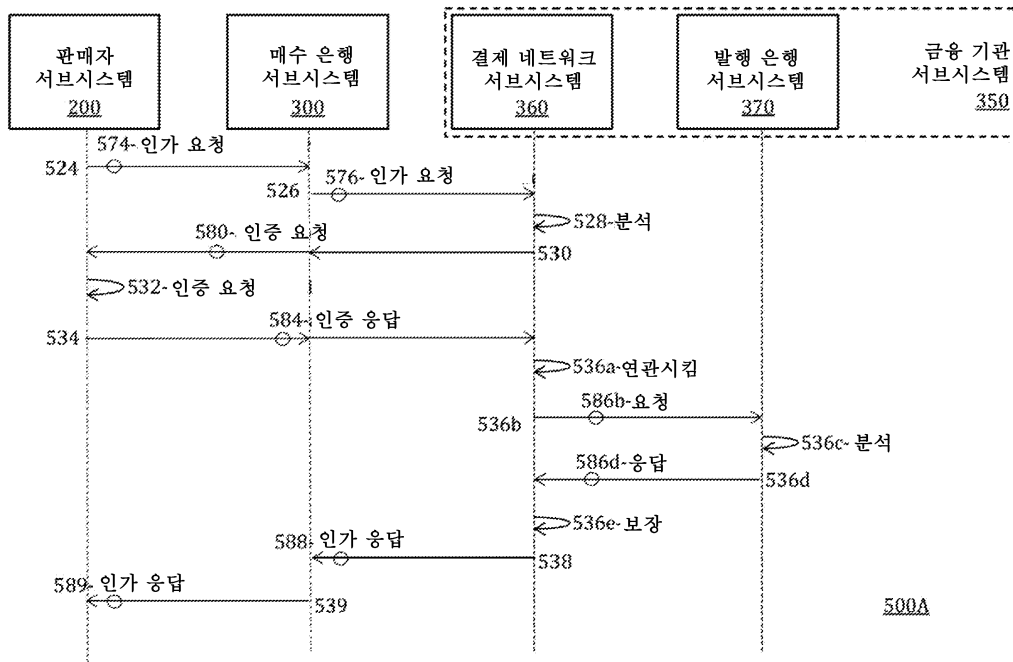 판매자
서브시스템
200
매수 은행
서브시스템
300
결제 네트워크
서브시스템
360
발행 은행
서브시스템
370
금융 기관
서브시스템
350
574-인가 요청
524
576-인가 요청
526
528-분석
580- 인증 요청
530
532-인증 요청
584-인증 응답
534
536a-연관시킴
586b-요청
536b
536c-분석
586d-응답
536d
536e-보장
588-인가 응답
538
589-인가 응답
539
500A